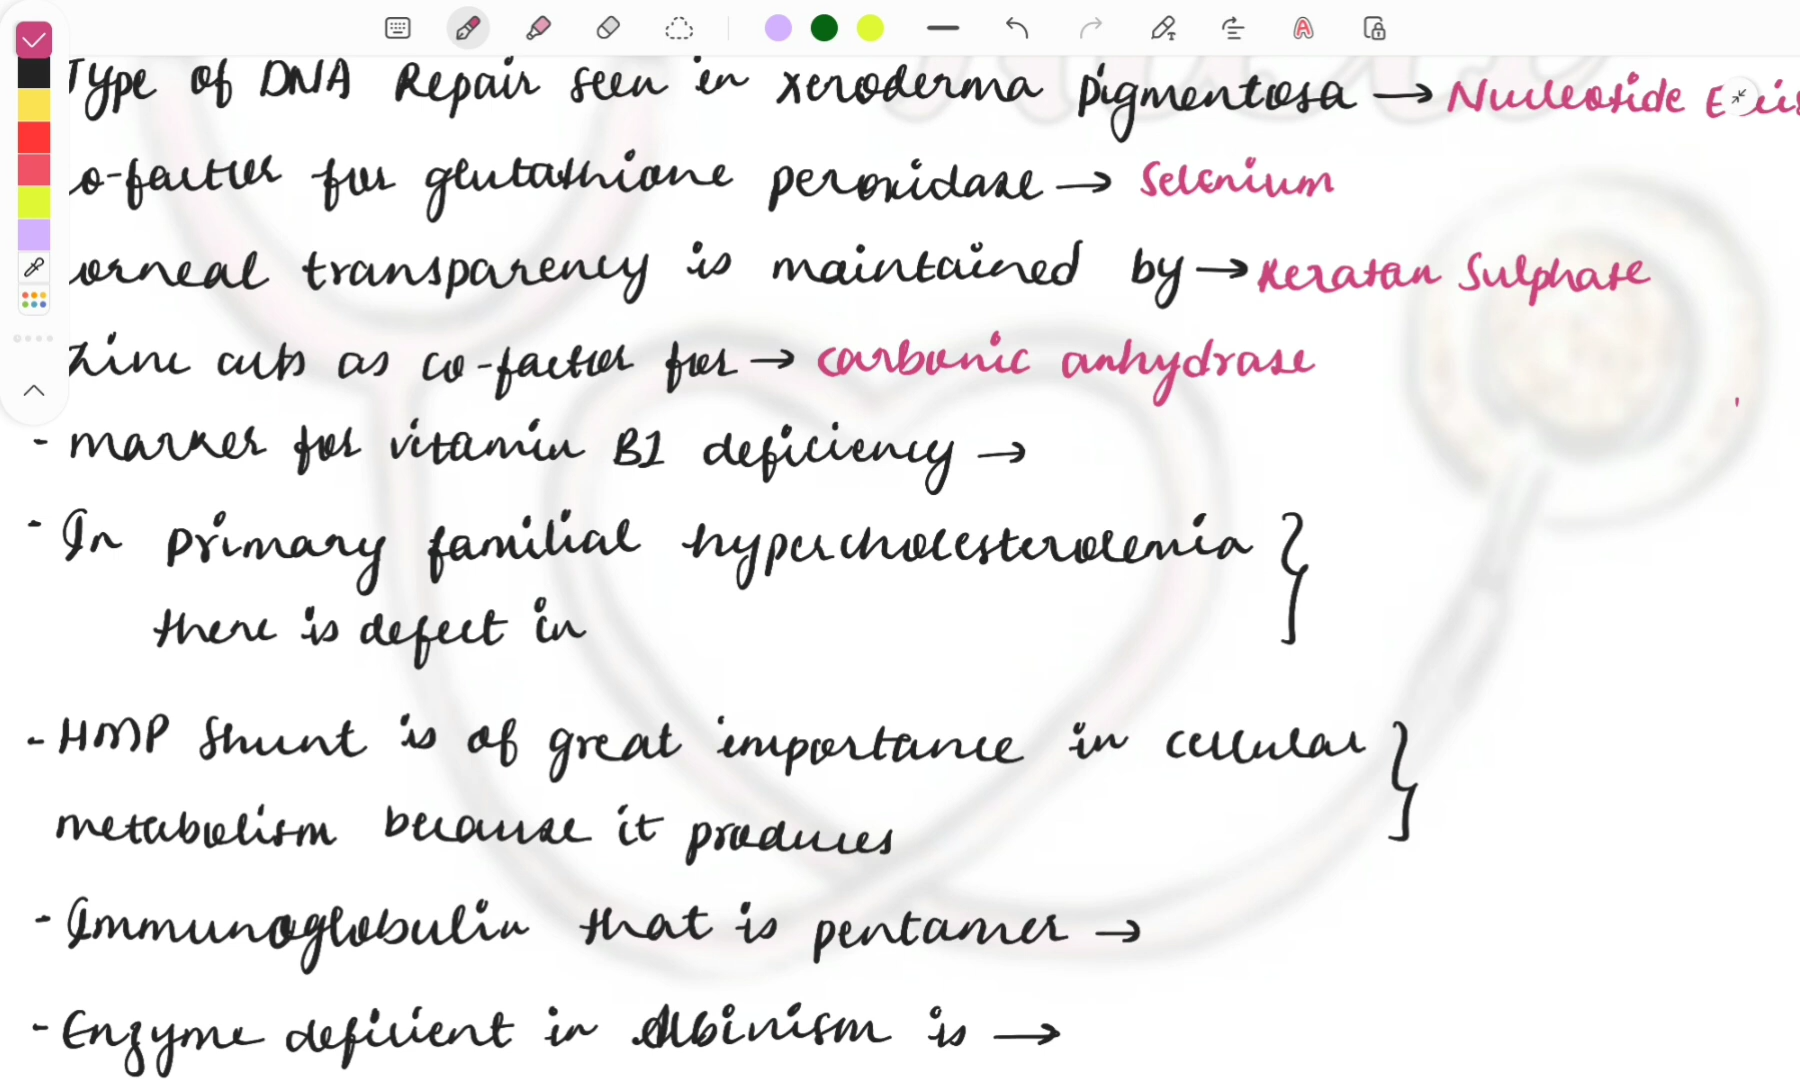 Type of DNA Repair seen in xeroderma Pigmentosa → Nucleotide Excis
o-factor for glutathione peroxidase → Selenium
orneal transparency is maintained by → Keratan Sulphate
Zinc acts as co-factor for → carbonic anhydrase
- marker for vitamin B1 deficiency →
- In primary familial hypercholesterolemia }
there is defect in
- HMP Shunt is of great importance in cellular }
metabolism because it produces
- Immunoglobulin that is pentamer →
- Enzyme deficient in Albinism is →